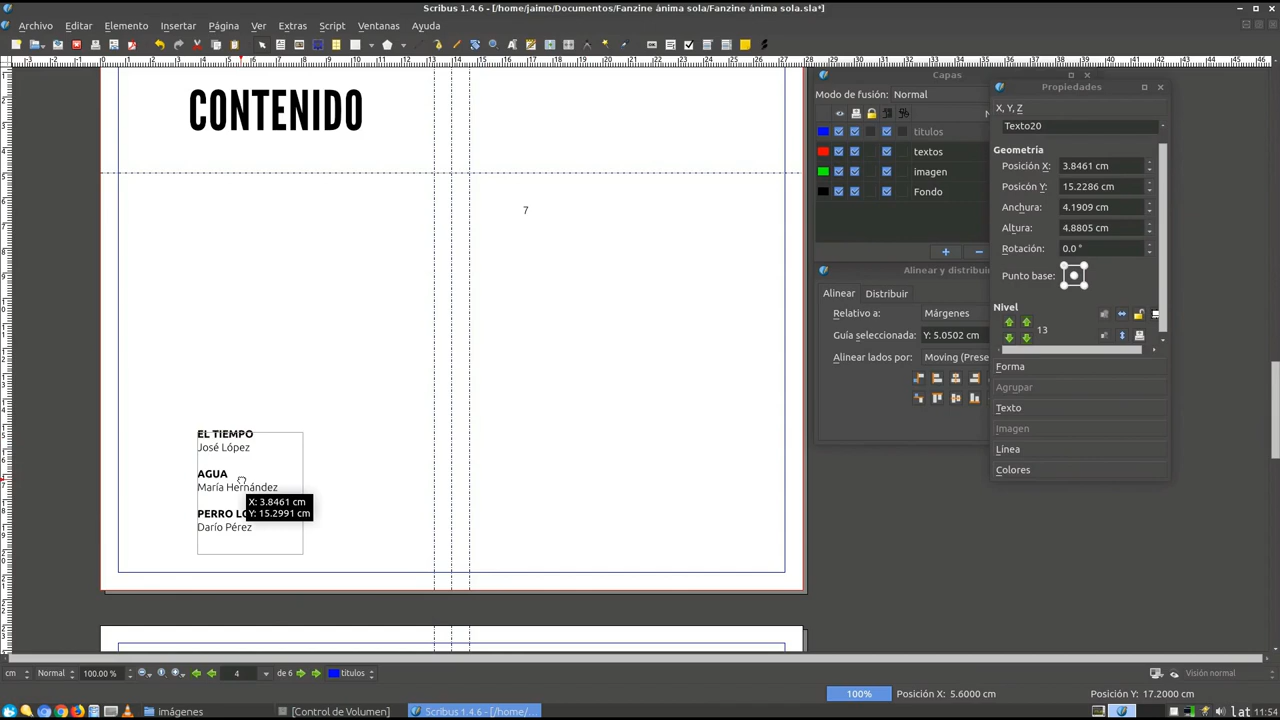 Scribus 1.4.6 - [/home/jaime/Documentos/Fanzine ánima sola/Fanzine ánima sola.sla*]
Archivo Editar Elemento Insertar Página Ver Extras Script Ventanas Ayuda
CONTENIDO
7
EL TIEMPO
José López
AGUA
María Hernández
X: 3.8461 cm
Y: 15.2991 cm
PERRO
Darío Pérez
Capas
Modo de fusión: Normal
titulos
textos
imagen
Fondo
Alinear y distribuir
Alinear Distribuir
Relativo a: Márgenes
Guía seleccionada: Y: 5.0502 cm
Alinear lados por: Moving (Prese
Propiedades
X, Y, Z
Texto20
Geometría
Posición X: 3.8461 cm
Posicón Y: 15.2286 cm
Anchura: 4.1909 cm
Altura: 4.8805 cm
Rotación: 0.0 °
Punto base:
Nivel
13
Forma
Agrupar
Texto
Imagen
Línea
Colores
cm Normal 100.00 % 4 de 6 titulos Visión normal
100% Posición X: 5.6000 cm Posición Y: 17.2000 cm
imágenes [Control de Volumen] Scribus 1.4.6 - [/home/ lat 11:54